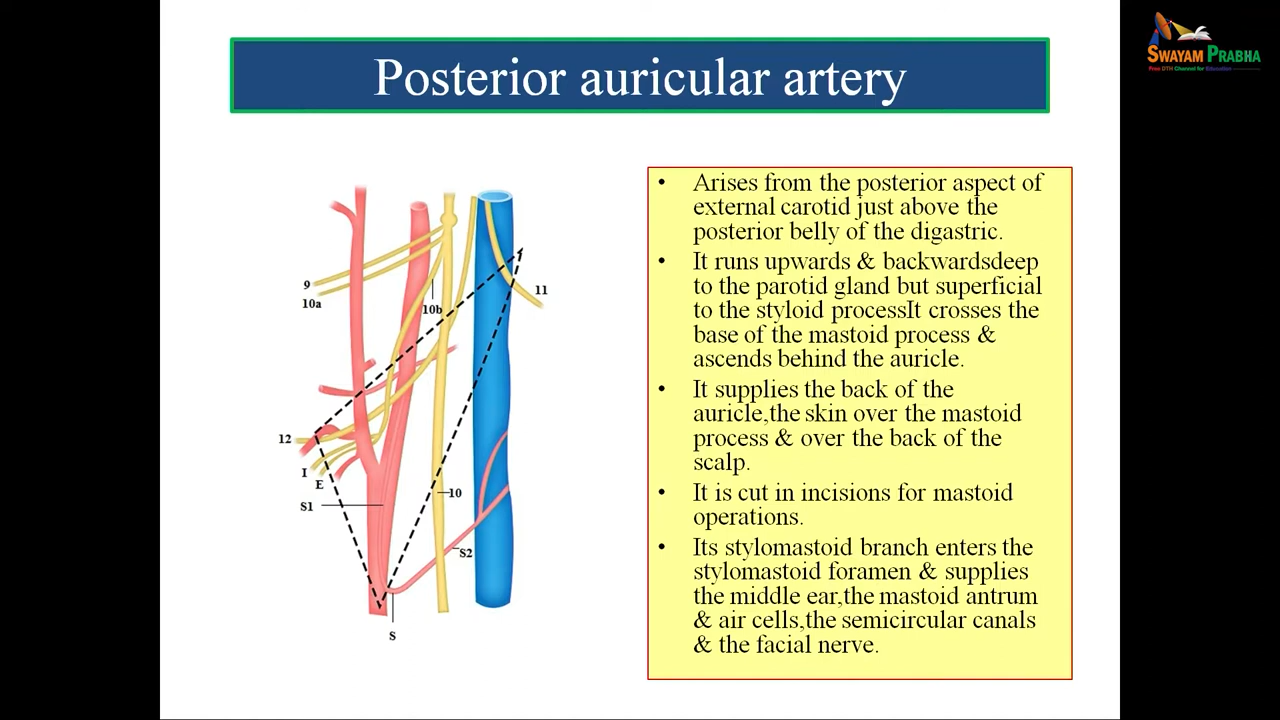 Posterior auricular artery
SWAYAM PRABHA
Free DTH Channel for Education
9
10a
10b
11
12
I
E
S1
10
S2
S
• Arises from the posterior aspect of
external carotid just above the
posterior belly of the digastric.
• It runs upwards & backwardsdeep
to the parotid gland but superficial
to the styloid processIt crosses the
base of the mastoid process &
ascends behind the auricle.
• It supplies the back of the
auricle,the skin over the mastoid
process & over the back of the
scalp.
• It is cut in incisions for mastoid
operations.
• Its stylomastoid branch enters the
stylomastoid foramen & supplies
the middle ear,the mastoid antrum
& air cells,the semicircular canals
& the facial nerve.